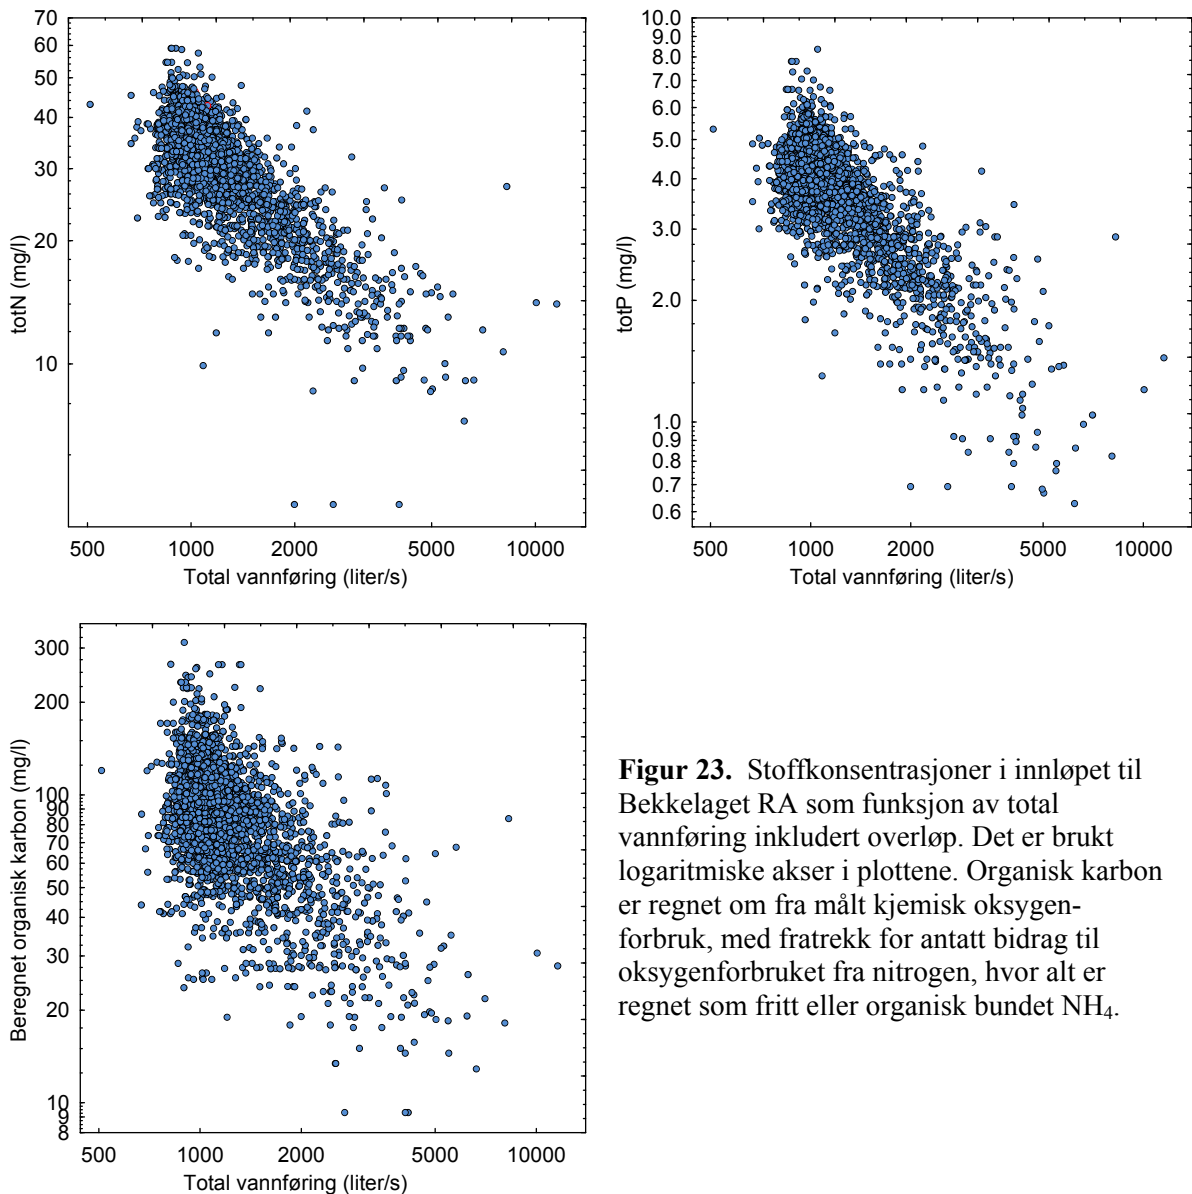 70
60
50
40
30
20
10
totN (mg/l)
500 1000 2000 5000 10000
Total vannføring (liter/s)
10.0
9.0
8.0
7.0
6.0
5.0
4.0
3.0
2.0
1.0
0.9
0.8
0.7
0.6
totP (mg/l)
500 1000 2000 5000 10000
Total vannføring (liter/s)
300
200
100
90
80
70
60
50
40
30
20
10
9
8
Beregnet organisk karbon (mg/l)
500 1000 2000 5000 10000
Total vannføring (liter/s)
Figur 23. Stoffkonsentrasjoner i innløpet til
Bekkelaget RA som funksjon av total
vannføring inkludert overløp. Det er brukt
logaritmiske akser i plottene. Organisk karbon
er regnet om fra målt kjemisk oksygen-
forbruk, med fratrekk for antatt bidrag til
oksygenforbruket fra nitrogen, hvor alt er
regnet som fritt eller organisk bundet NH₄.